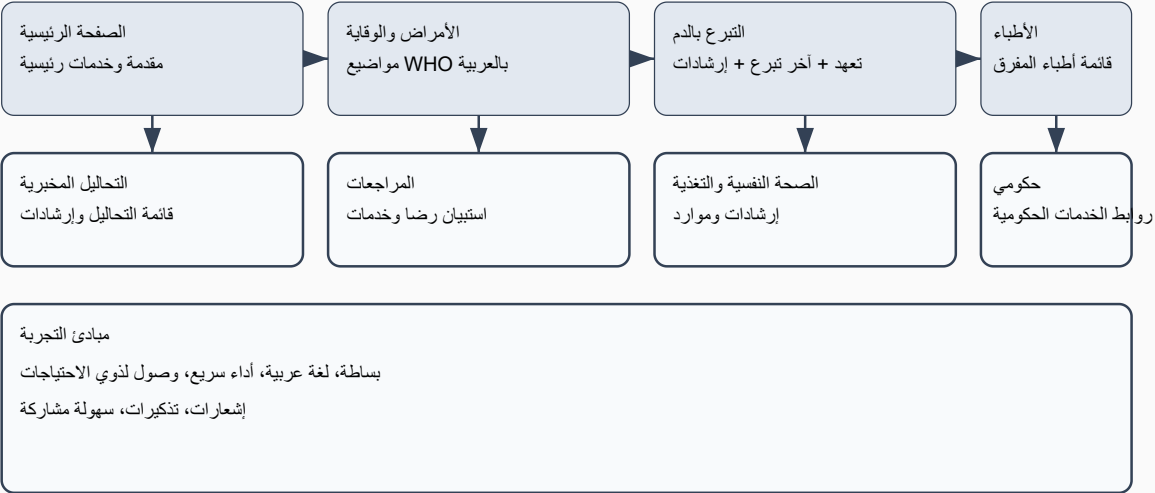 الصفحة الرئيسية
مقدمة وخدمات رئيسية
الأمراض والوقاية
مواضيع WHO بالعربية
التبرع بالدم
تعهد + آخر تبرع + إرشادات
الأطباء
قائمة أطباء المفرق
التحاليل المخبرية
قائمة التحاليل وإرشادات
المراجعات
استبيان رضا وخدمات
الصحة النفسية والتغذية
إرشادات وموارد
حكومي
روابط الخدمات الحكومية
مبادئ التجربة
بساطة، لغة عربية، أداء سريع، وصول لذوي الاحتياجات
إشعارات، تذكيرات، سهولة مشاركة